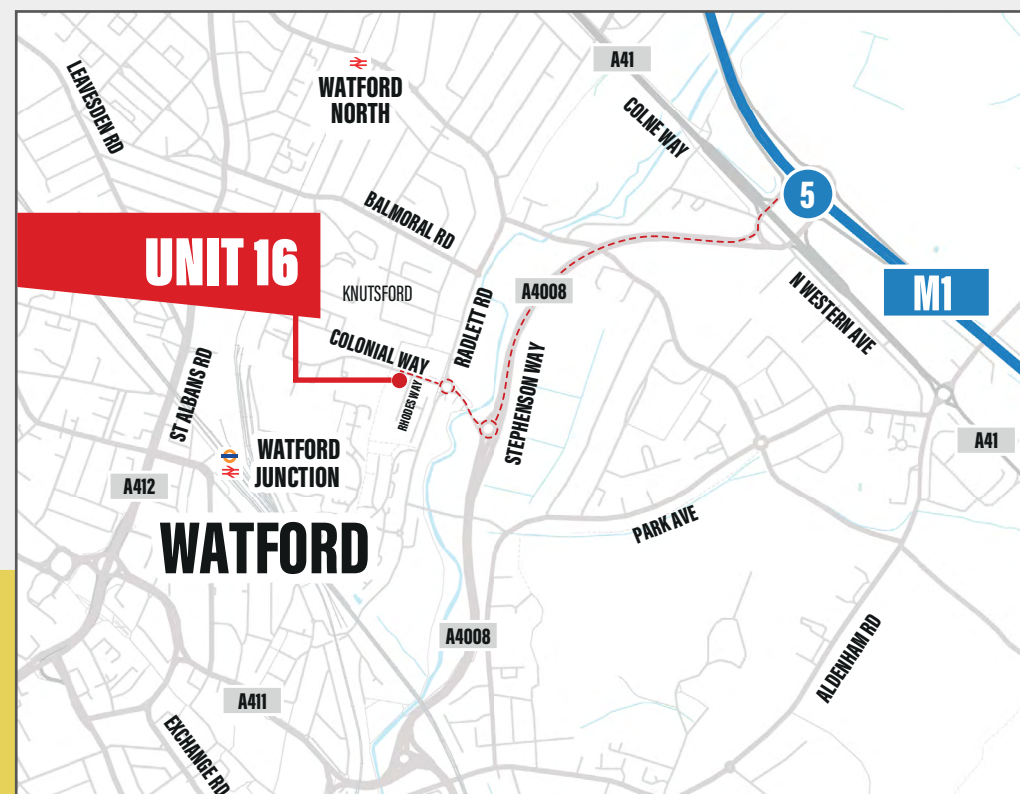 LEAVESDEN RD
WATFORD
NORTH
A41
COLNE WAY
5
BALMORAL RD
UNIT 16
KNUTSFORD
RADLETT RD
A4008
N WESTERN AVE
M1
COLONIAL WAY
RHODES WAY
ST ALBANS RD
STEPHENSON WAY
WATFORD
JUNCTION
A412
A41
PARK AVE
WATFORD
A4008
ALDENHAM RD
A411
EXCHANGE RD